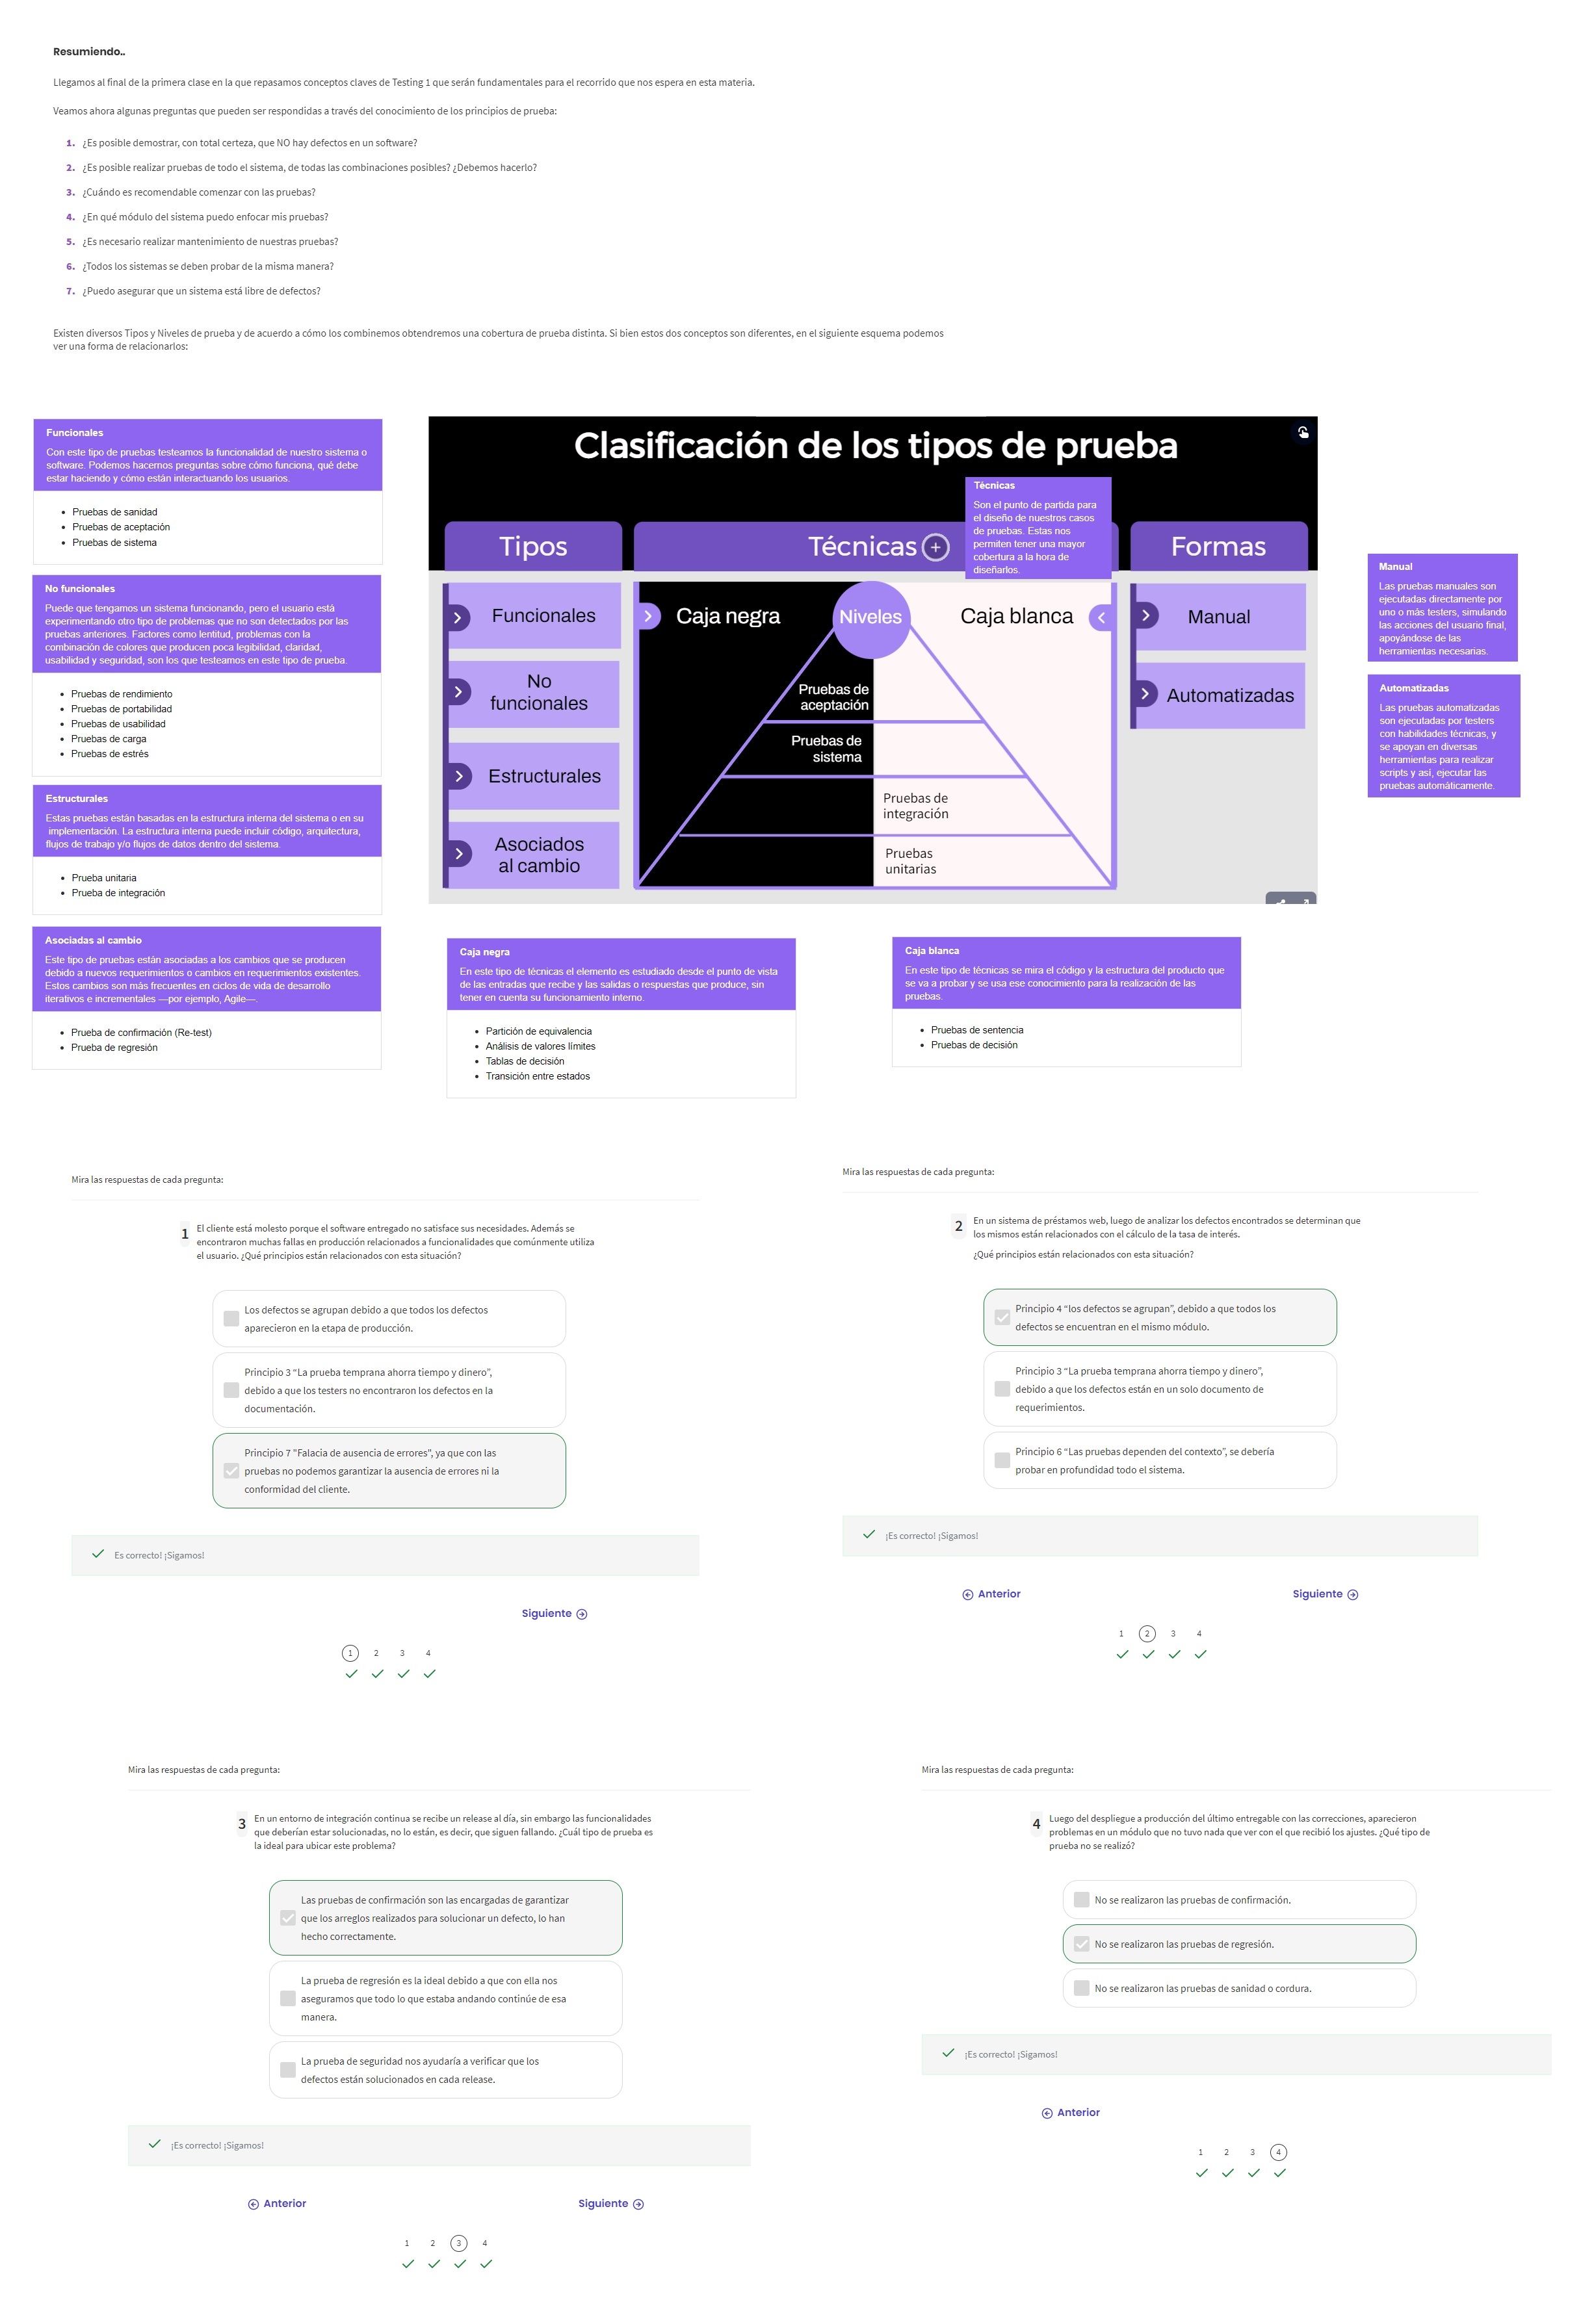 Resumiendo..
Llegamos al final de la primera clase en la que repasamos conceptos claves de Testing 1 que serán fundamentales para el recorrido que nos espera en esta materia.
Veamos ahora algunas preguntas que pueden ser respondidas a través del conocimiento de los principios de prueba:
1. ¿Es posible demostrar, con total certeza, que NO hay defectos en un software?
2. ¿Es posible realizar pruebas de todo el sistema, de todas las combinaciones posibles? ¿Debemos hacerlo?
3. ¿Cuándo es recomendable comenzar con las pruebas?
4. ¿En qué módulo del sistema puedo enfocar mis pruebas?
5. ¿Es necesario realizar mantenimiento de nuestras pruebas?
6. ¿Todos los sistemas se deben probar de la misma manera?
7. ¿Puedo asegurar que un sistema está libre de defectos?
Existen diversos Tipos y Niveles de prueba y de acuerdo a cómo los combinemos obtendremos una cobertura de prueba distinta. Si bien estos dos conceptos son diferentes, en el siguiente esquema podemos
ver una forma de relacionarlos:
Funcionales
Con este tipo de pruebas testeamos la funcionalidad de nuestro sistema o
software. Podemos hacernos preguntas sobre cómo funciona, qué debe
estar haciendo y cómo están interactuando los usuarios.
Pruebas de sanidad
Pruebas de aceptación
Pruebas de sistema
No funcionales
Puede que tengamos un sistema funcionando, pero el usuario está
experimentando otro tipo de problemas que no son detectados por las
pruebas anteriores. Factores como lentitud, problemas con la
combinación de colores que producen poca legibilidad, claridad,
usabilidad y seguridad, son los que testeamos en este tipo de prueba.
Pruebas de rendimiento
Pruebas de portabilidad
Pruebas de usabilidad
Pruebas de carga
Pruebas de estrés
Estructurales
Estas pruebas están basadas en la estructura interna del sistema o en su
implementación. La estructura interna puede incluir código, arquitectura,
flujos de trabajo y/o flujos de datos dentro del sistema.
Prueba unitaria
Prueba de integración
Asociadas al cambio
Este tipo de pruebas están asociadas a los cambios que se producen
debido a nuevos requerimientos o cambios en requerimientos existentes.
Estos cambios son más frecuentes en ciclos de vida de desarrollo
iterativos e incrementales —por ejemplo, Agile—.
Prueba de confirmación (Re-test)
Prueba de regresión
Clasificación de los tipos de prueba
Tipos
Técnicas
Técnicas
Son el punto de partida para
el diseño de nuestros casos
de pruebas. Estas nos
permiten tener una mayor
cobertura a la hora de
diseñarlos.
Formas
Funcionales
No
funcionales
Estructurales
Asociados
al cambio
Caja negra
Niveles
Caja blanca
Pruebas de
aceptación
Pruebas de
sistema
Pruebas de
integración
Pruebas
unitarias
Manual
Automatizadas
Manual
Las pruebas manuales son
ejecutadas directamente por
uno o más testers, simulando
las acciones del usuario final,
apoyándose de las
herramientas necesarias.
Automatizadas
Las pruebas automatizadas
son ejecutadas por testers
con habilidades técnicas, y
se apoyan en diversas
herramientas para realizar
scripts y así, ejecutar las
pruebas automáticamente.
Caja negra
En este tipo de técnicas el elemento es estudiado desde el punto de vista
de las entradas que recibe y las salidas o respuestas que produce, sin
tener en cuenta su funcionamiento interno.
Partición de equivalencia
Análisis de valores límites
Tablas de decisión
Transición entre estados
Caja blanca
En este tipo de técnicas se mira el código y la estructura del producto que
se va a probar y se usa ese conocimiento para la realización de las
pruebas.
Pruebas de sentencia
Pruebas de decisión
Mira las respuestas de cada pregunta:
1 El cliente está molesto porque el software entregado no satisface sus necesidades. Además se
encontraron muchas fallas en producción relacionados a funcionalidades que comúnmente utiliza
el usuario. ¿Qué principios están relacionados con esta situación?
Los defectos se agrupan debido a que todos los defectos
aparecieron en la etapa de producción.
Principio 3 “La prueba temprana ahorra tiempo y dinero”,
debido a que los testers no encontraron los defectos en la
documentación.
Principio 7 "Falacia de ausencia de errores", ya que con las
pruebas no podemos garantizar la ausencia de errores ni la
conformidad del cliente.
Es correcto! ¡Sigamos!
Siguiente
1 2 3 4
Mira las respuestas de cada pregunta:
2 En un sistema de préstamos web, luego de analizar los defectos encontrados se determinan que
los mismos están relacionados con el cálculo de la tasa de interés.
¿Qué principios están relacionados con esta situación?
Principio 4 “los defectos se agrupan”, debido a que todos los
defectos se encuentran en el mismo módulo.
Principio 3 “La prueba temprana ahorra tiempo y dinero”,
debido a que los defectos están en un solo documento de
requerimientos.
Principio 6 “Las pruebas dependen del contexto”, se debería
probar en profundidad todo el sistema.
¡Es correcto! ¡Sigamos!
Anterior
Siguiente
1 2 3 4
Mira las respuestas de cada pregunta:
3 En un entorno de integración continua se recibe un release al día, sin embargo las funcionalidades
que deberían estar solucionadas, no lo están, es decir, que siguen fallando. ¿Cuál tipo de prueba es
la ideal para ubicar este problema?
Las pruebas de confirmación son las encargadas de garantizar
que los arreglos realizados para solucionar un defecto, lo han
hecho correctamente.
La prueba de regresión es la ideal debido a que con ella nos
aseguramos que todo lo que estaba andando continúe de esa
manera.
La prueba de seguridad nos ayudaría a verificar que los
defectos están solucionados en cada release.
¡Es correcto! ¡Sigamos!
Anterior
Siguiente
1 2 3 4
Mira las respuestas de cada pregunta:
4 Luego del despliegue a producción del último entregable con las correcciones, aparecieron
problemas en un módulo que no tuvo nada que ver con el que recibió los ajustes. ¿Qué tipo de
prueba no se realizó?
No se realizaron las pruebas de confirmación.
No se realizaron las pruebas de regresión.
No se realizaron las pruebas de sanidad o cordura.
¡Es correcto! ¡Sigamos!
Anterior
1 2 3 4